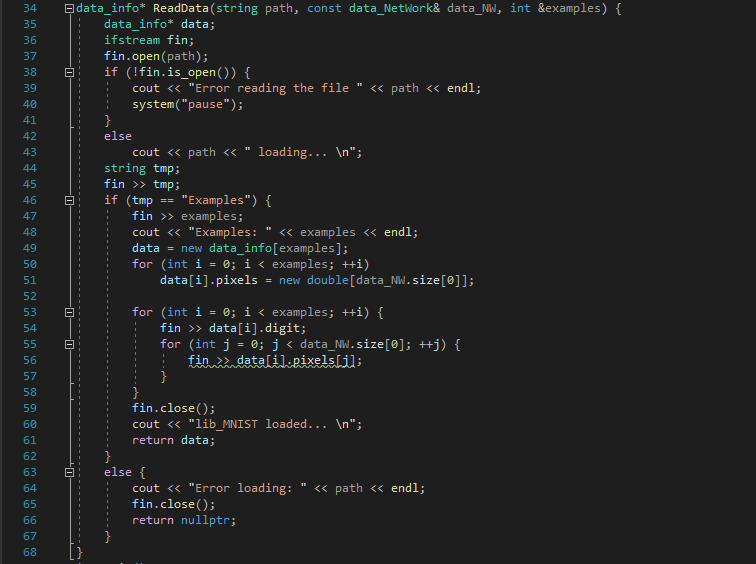 34 data_info* ReadData(string path, const data_NetWork& data_NW, int &examples) {
35 data_info* data;
36 ifstream fin;
37 fin.open(path);
38 if (!fin.is_open()) {
39 cout << "Error reading the file " << path << endl;
40 system("pause");
41 }
42 else
43 cout << path << " loading... \n";
44 string tmp;
45 fin >> tmp;
46 if (tmp == "Examples") {
47 fin >> examples;
48 cout << "Examples: " << examples << endl;
49 data = new data_info[examples];
50 for (int i = 0; i < examples; ++i)
51 data[i].pixels = new double[data_NW.size[0]];
52
53 for (int i = 0; i < examples; ++i) {
54 fin >> data[i].digit;
55 for (int j = 0; j < data_NW.size[0]; ++j) {
56 fin >> data[i].pixels[j];
57 }
58 }
59 fin.close();
60 cout << "lib_MNIST loaded... \n";
61 return data;
62 }
63 else {
64 cout << "Error loading: " << path << endl;
65 fin.close();
66 return nullptr;
67 }
68 }